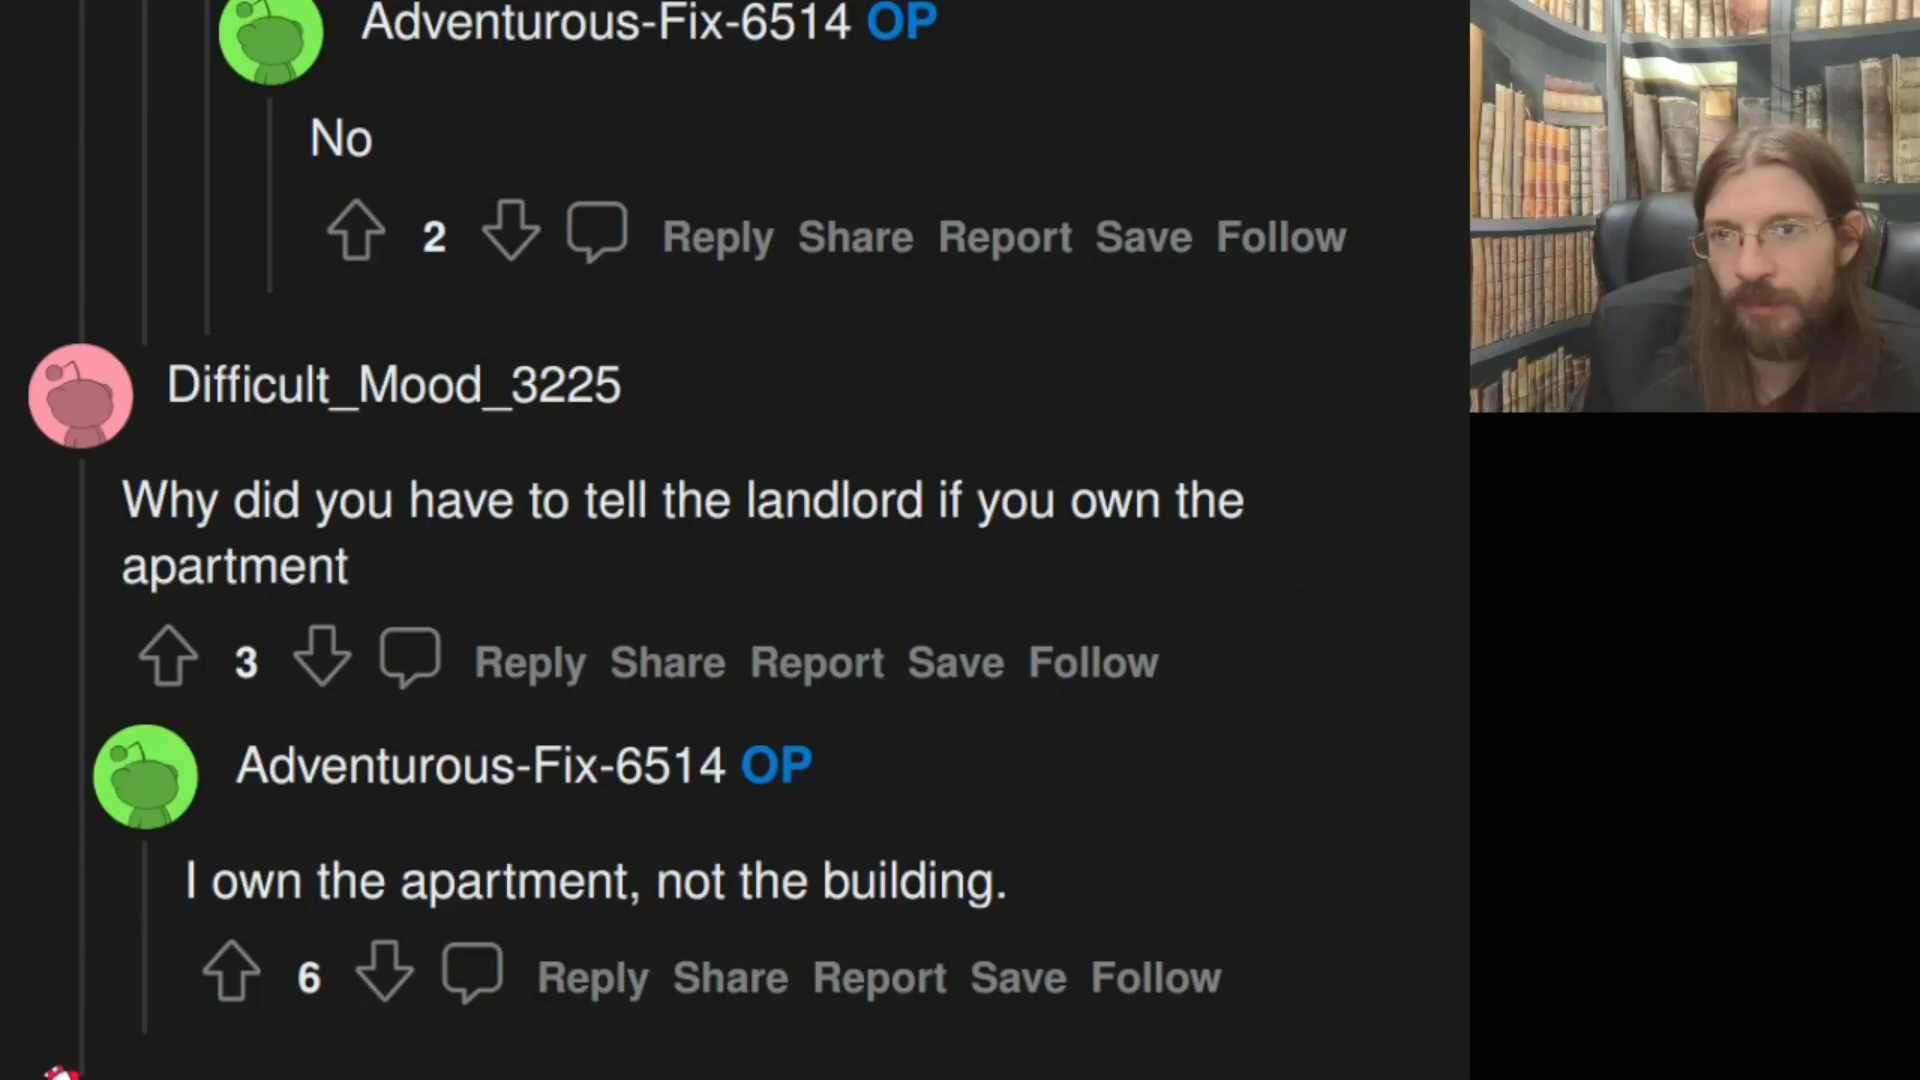 Adventurous-Fix-6514 OP
No
2 Reply Share Report Save Follow
Difficult_Mood_3225
Why did you have to tell the landlord if you own the
apartment
3 Reply Share Report Save Follow
Adventurous-Fix-6514 OP
I own the apartment, not the building.
6 Reply Share Report Save Follow